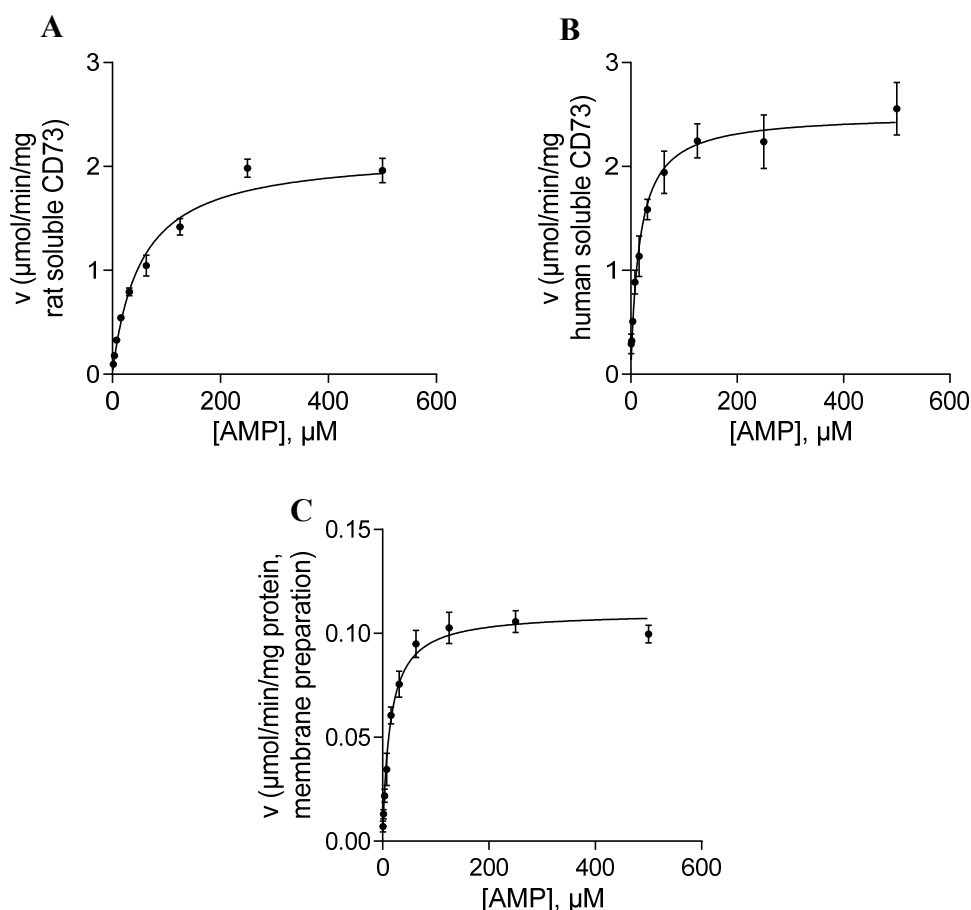 A
3
2
1
0
v (µmol/min/mg
rat soluble CD73)
0 200 400 600
[AMP], µM
B
3
2
1
0
v (µmol/min/mg
human soluble CD73)
0 200 400 600
[AMP], µM
C
0.15
0.10
0.05
0.00
v (µmol/min/mg protein,
membrane preparation)
0 200 400 600
[AMP], µM